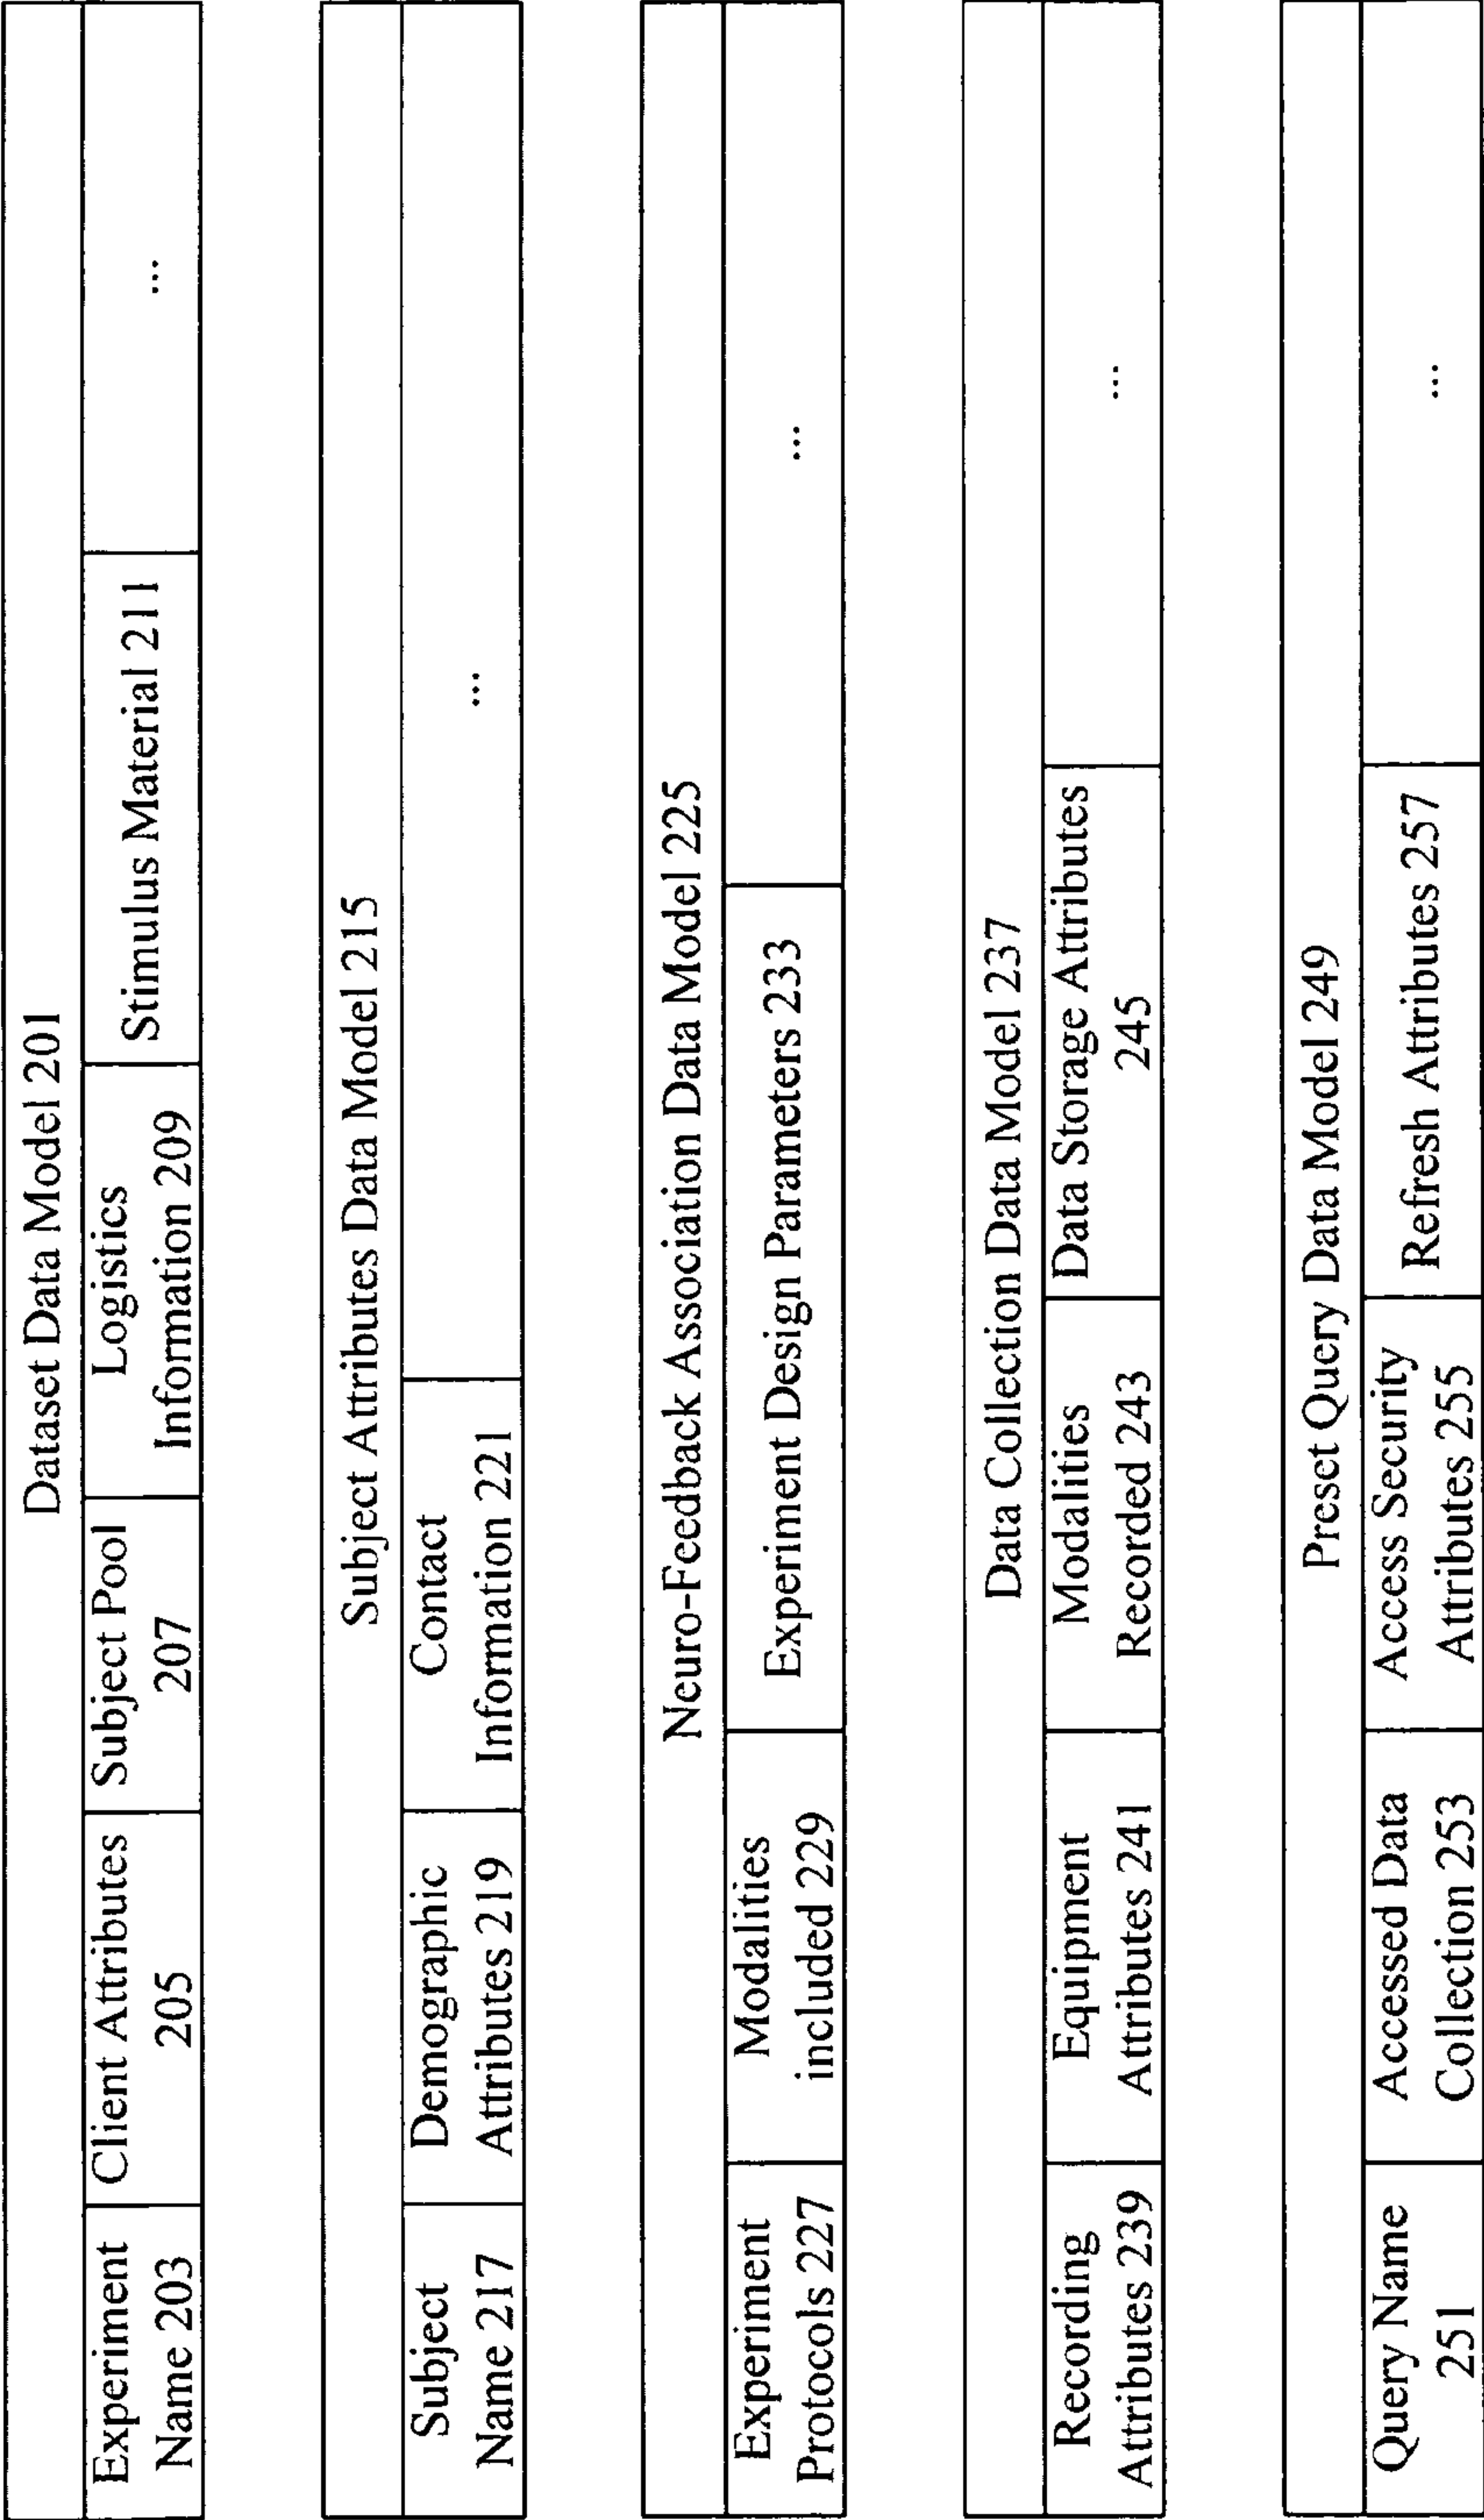 Dataset Data Model 201
Experiment
Name 203
Client Attributes
205
Subject Pool
207
Logistics
Information 209
Stimulus Material 211
...
Subject Attributes Data Model 215
Subject
Name 217
Demographic
Attributes 219
Contact
Information 221
...
Neuro-Feedback Association Data Model 225
Experiment
Protocols 227
Modalities
included 229
Experiment Design Parameters 233
...
Data Collection Data Model 237
Recording
Attributes 239
Equipment
Attributes 241
Modalities
Recorded 243
Data Storage Attributes
245
...
Preset Query Data Model 249
Query Name
251
Accessed Data
Collection 253
Access Security
Attributes 255
Refresh Attributes 257
...